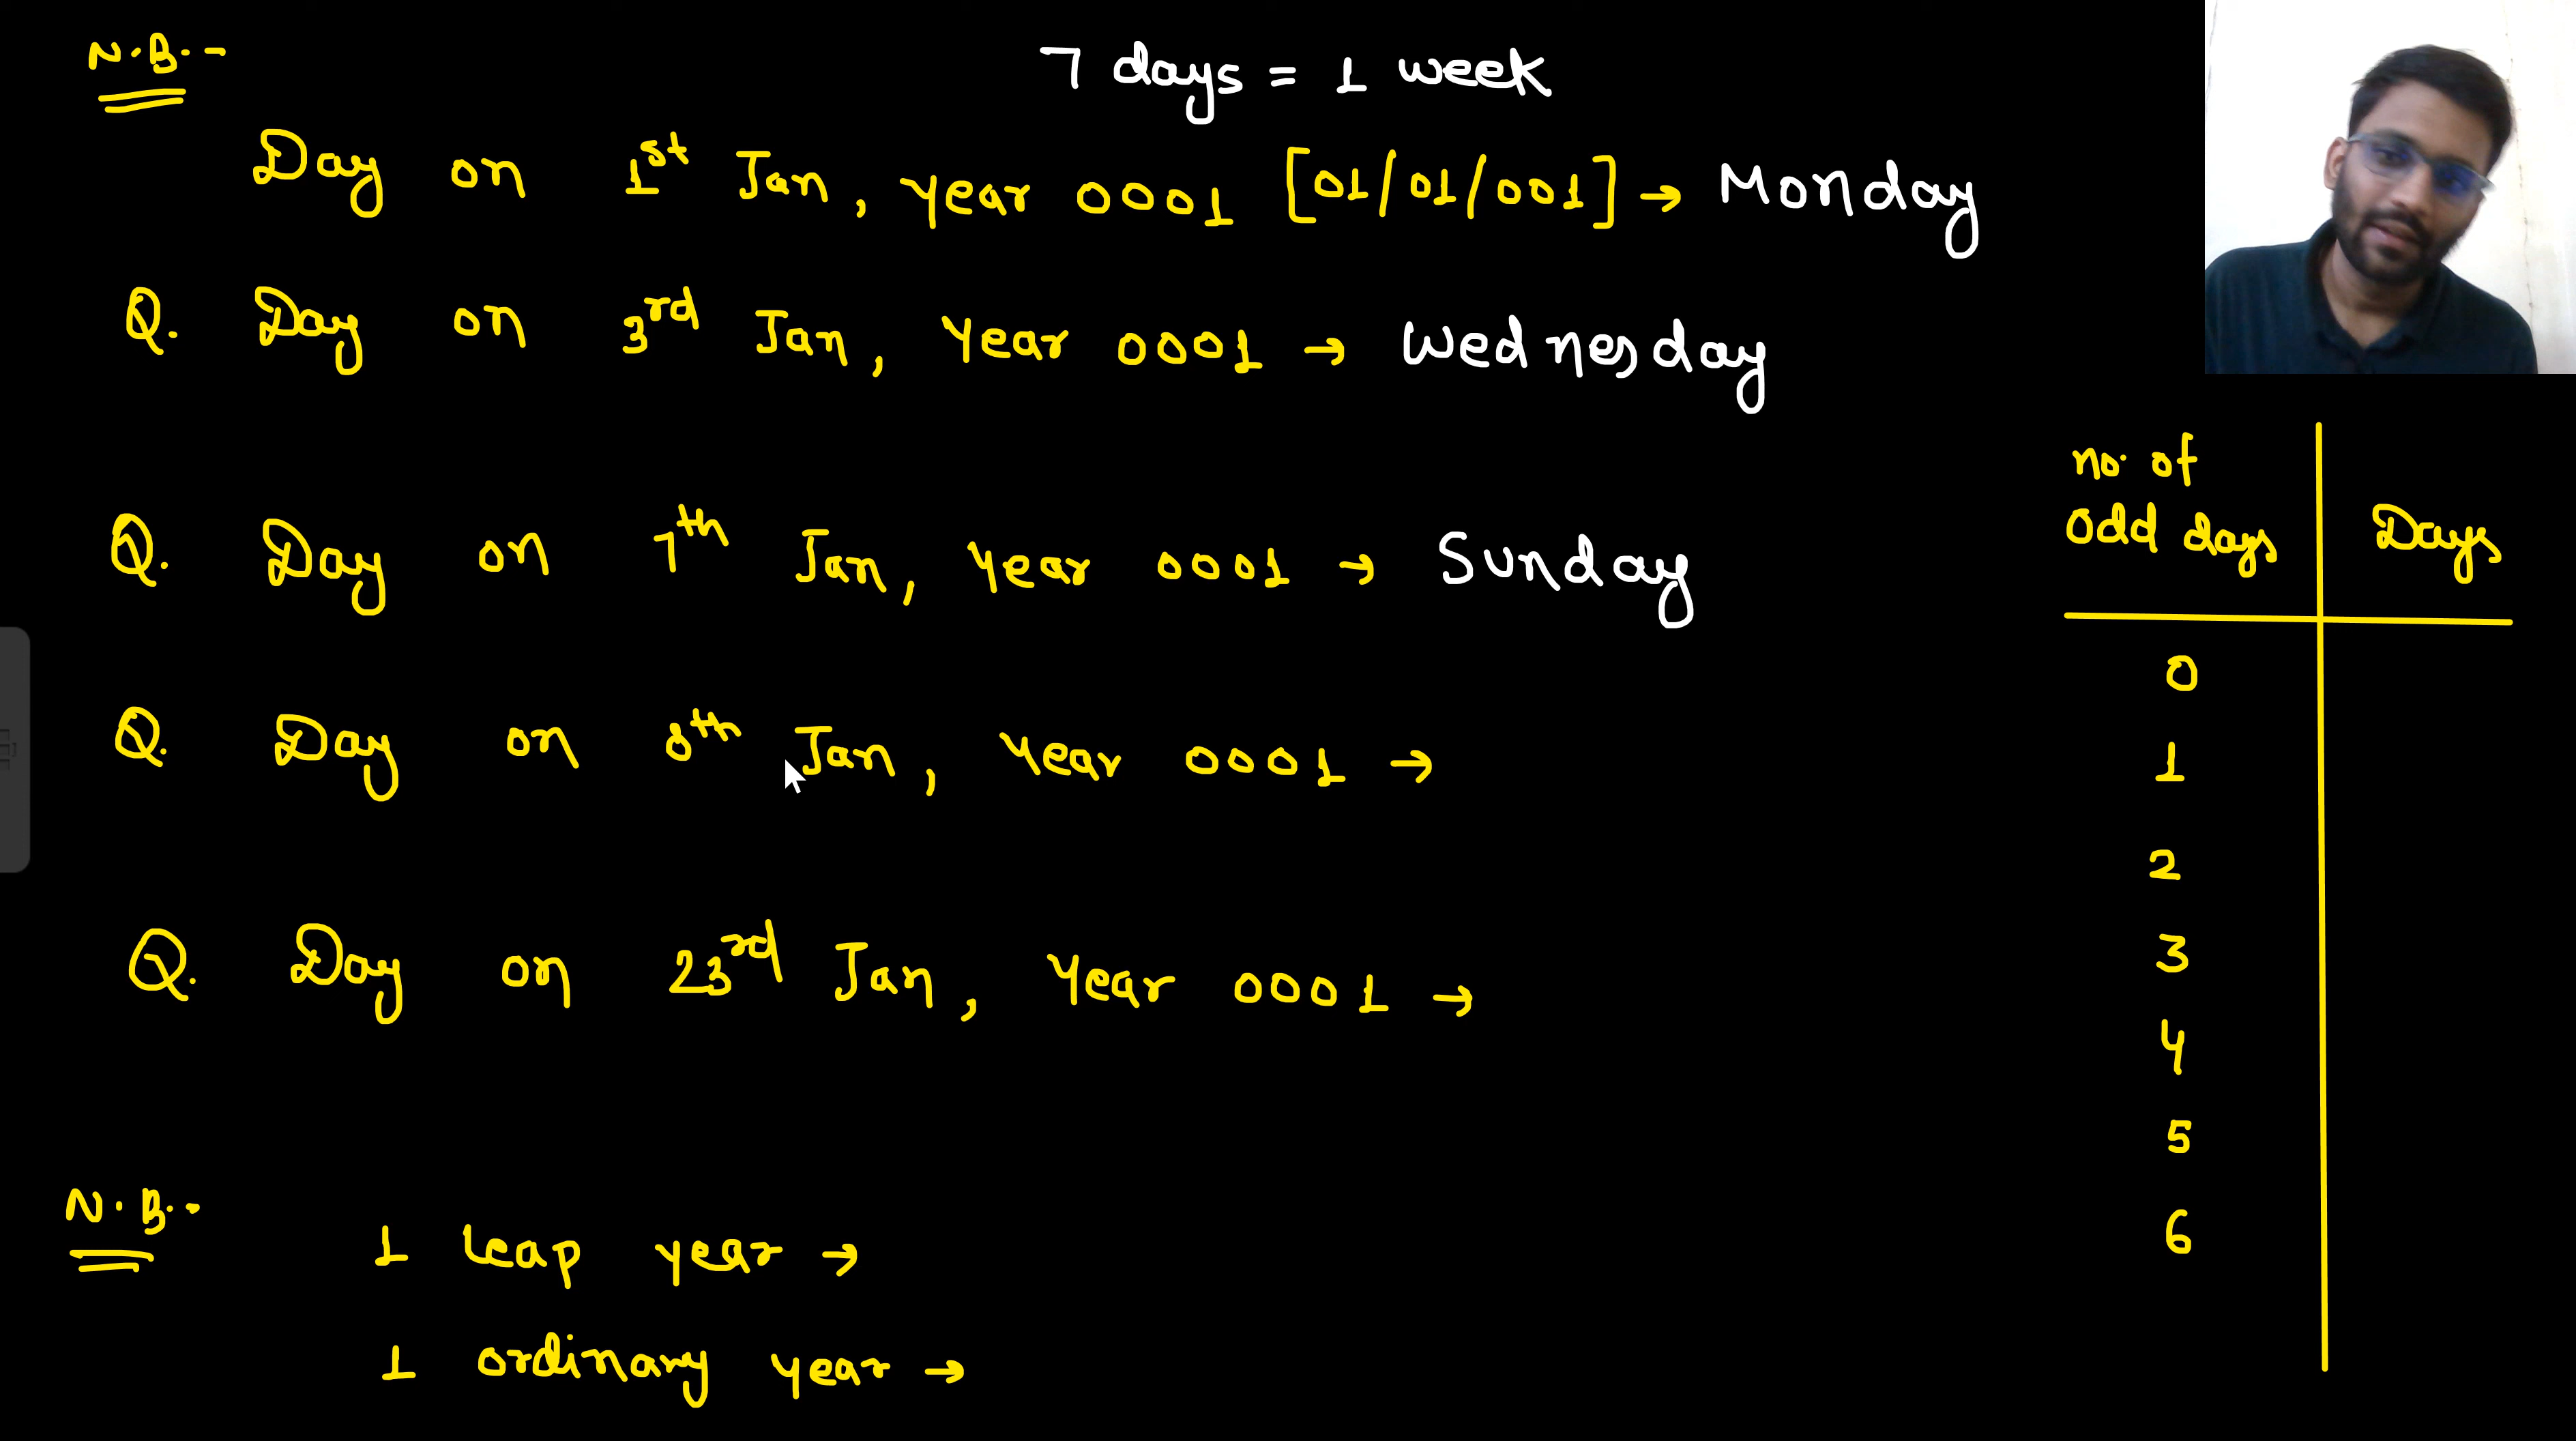 N.B.-
7 days = 1 week
Day on 1st Jan, year 0001 [01/01/001] → Monday
Q. Day on 3rd Jan, Year 0001 → Wednesday
Q. Day on 7th Jan, Year 0001 → Sunday
Q. Day on 8th Jan, Year 0001 →
Q. Day on 23rd Jan, Year 0001 →
N.B.-
1 leap year →
1 ordinary year →
no. of
odd days
Days
0
1
2
3
4
5
6